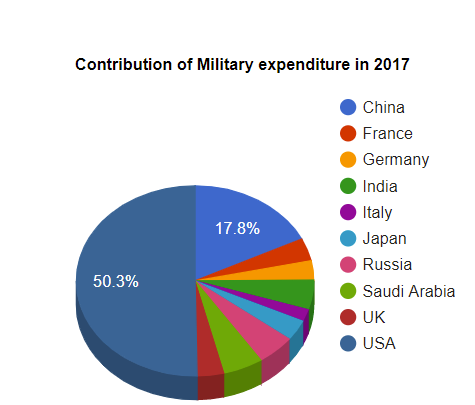 Contribution of Military expenditure in 2017
China
France
Germany
India
Italy
Japan
Russia
Saudi Arabia
UK
USA
17.8%
50.3%